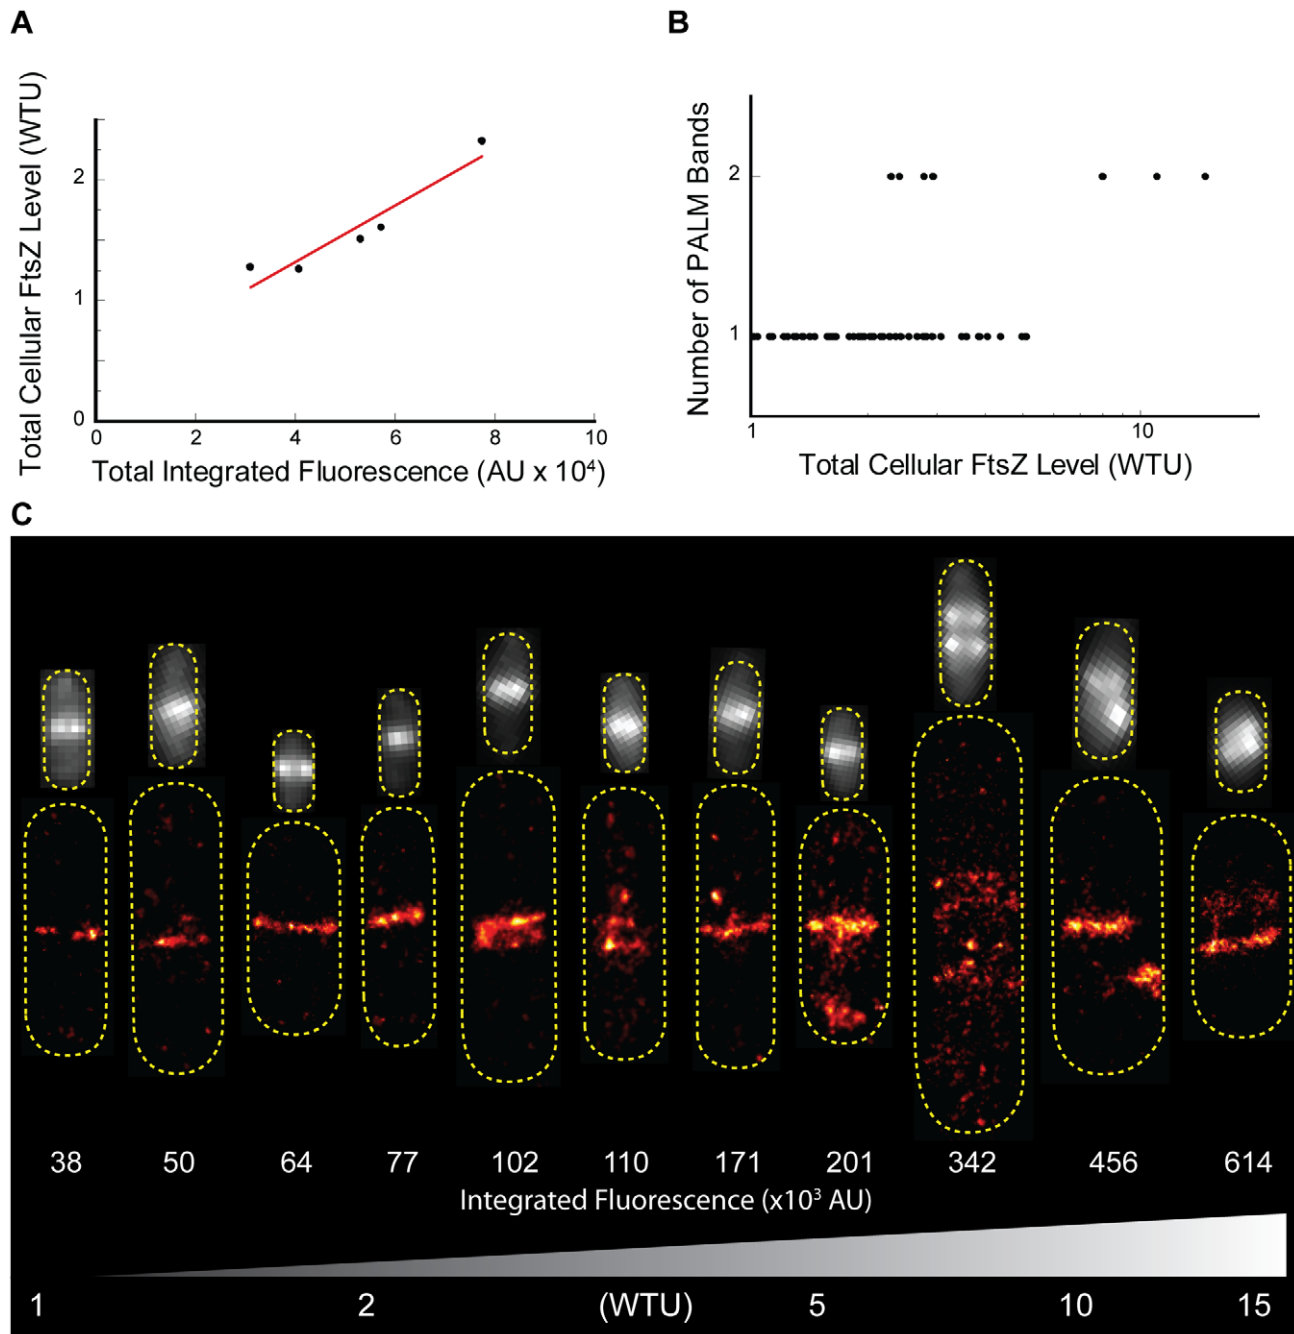 A
Total Cellular FtsZ Level (WTU)
2
1
0
0 2 4 6 8 10
Total Integrated Fluorescence (AU x 10⁴)
B
Number of PALM Bands
2
1
1 10
Total Cellular FtsZ Level (WTU)
C
38 50 64 77 102 110 171 201 342 456 614
Integrated Fluorescence (x10³ AU)
1 2 (WTU) 5 10 15